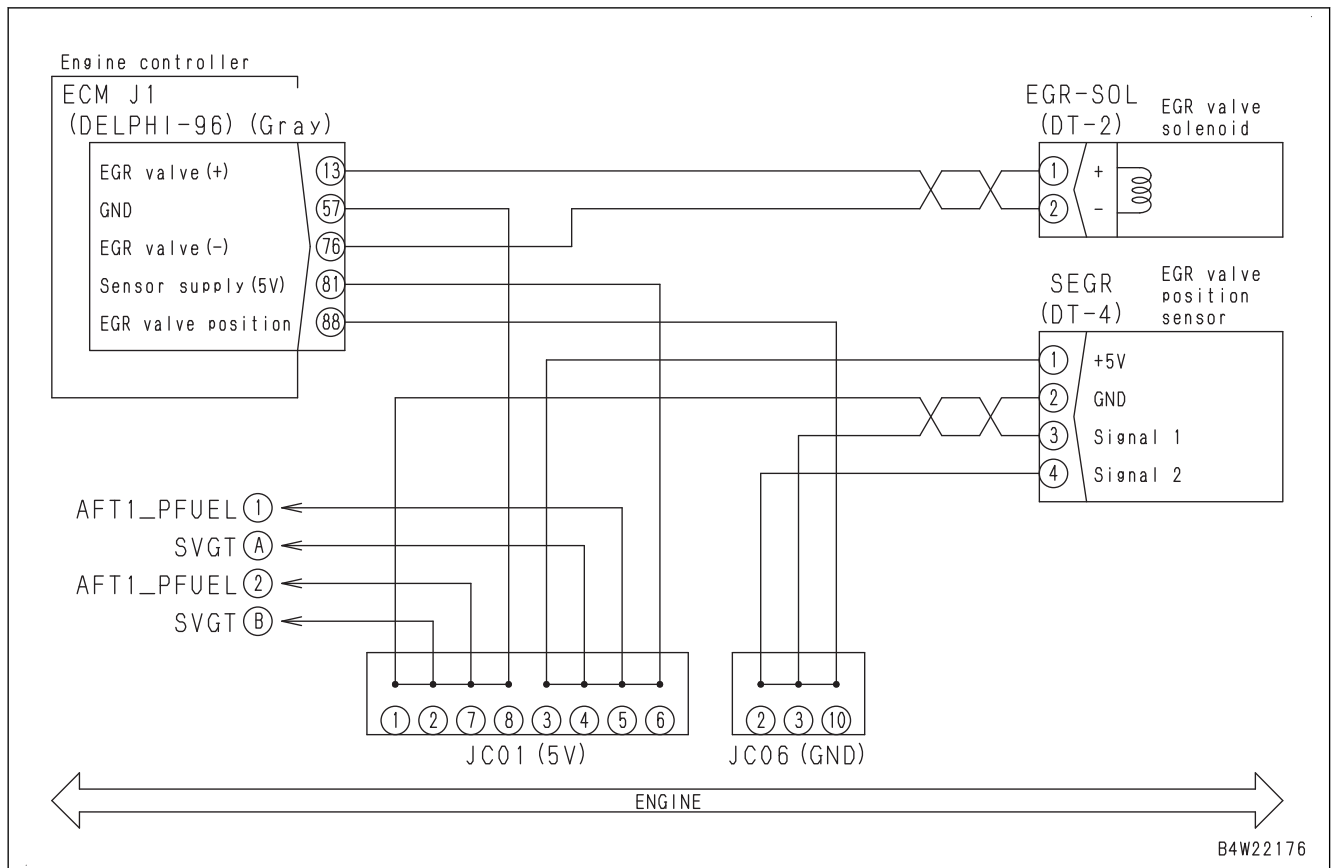 Engine controller
ECM J1
(DELPHI-96) (Gray)
EGR valve (+)
13
GND
57
EGR valve (-)
76
Sensor supply (5V)
81
EGR valve position
88
EGR-SOL
(DT-2)
EGR valve
solenoid
1
+
2
-
SEGR
(DT-4)
EGR valve
position
sensor
1
+5V
2
GND
3
Signal 1
4
Signal 2
AFT1_PFUEL 1
SVGT A
AFT1_PFUEL 2
SVGT B
1 2 7 8 3 4 5 6
JC01 (5V)
2 3 10
JC06 (GND)
ENGINE
B4W22176